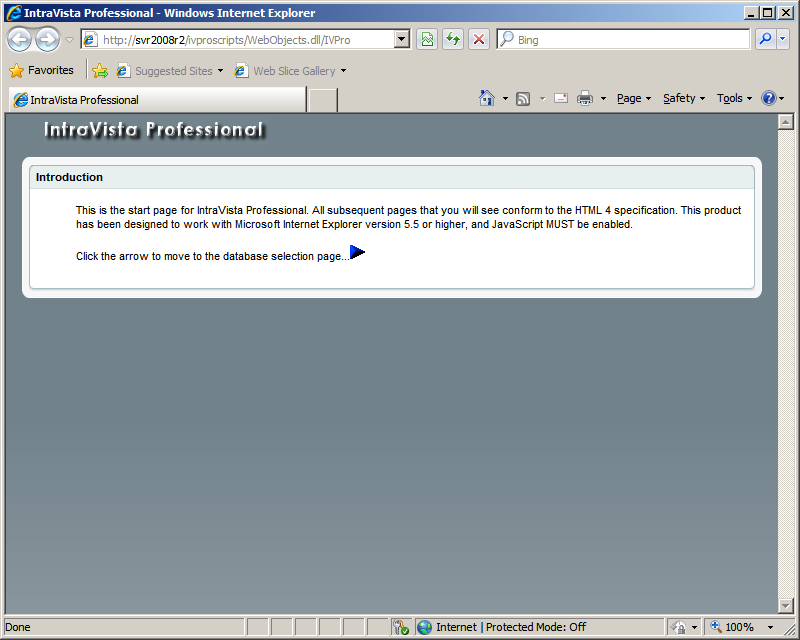 IntraVista Professional - Windows Internet Explorer
http://svr2008r2/ivproscripts/WebObjects.dll/IVPro
Bing
Favorites
Suggested Sites
Web Slice Gallery
IntraVista Professional
Page
Safety
Tools
IntraVista Professional
Introduction
This is the start page for IntraVista Professional. All subsequent pages that you will see conform to the HTML 4 specification. This product
has been designed to work with Microsoft Internet Explorer version 5.5 or higher, and JavaScript MUST be enabled.
Click the arrow to move to the database selection page...
Done
Internet | Protected Mode: Off
100%